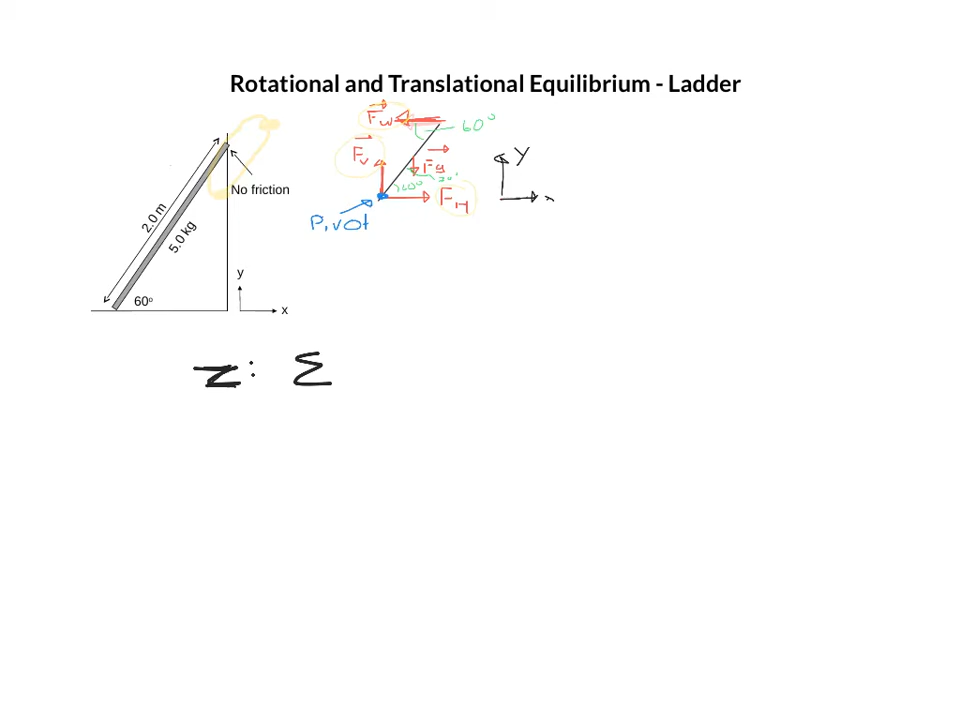 Rotational and Translational Equilibrium - Ladder
2.0 m
5.0 kg
60°
No friction
y
x
Fw
60°
Fv
Fg
30°
60°
FH
Pivot
y
x
z: Σ